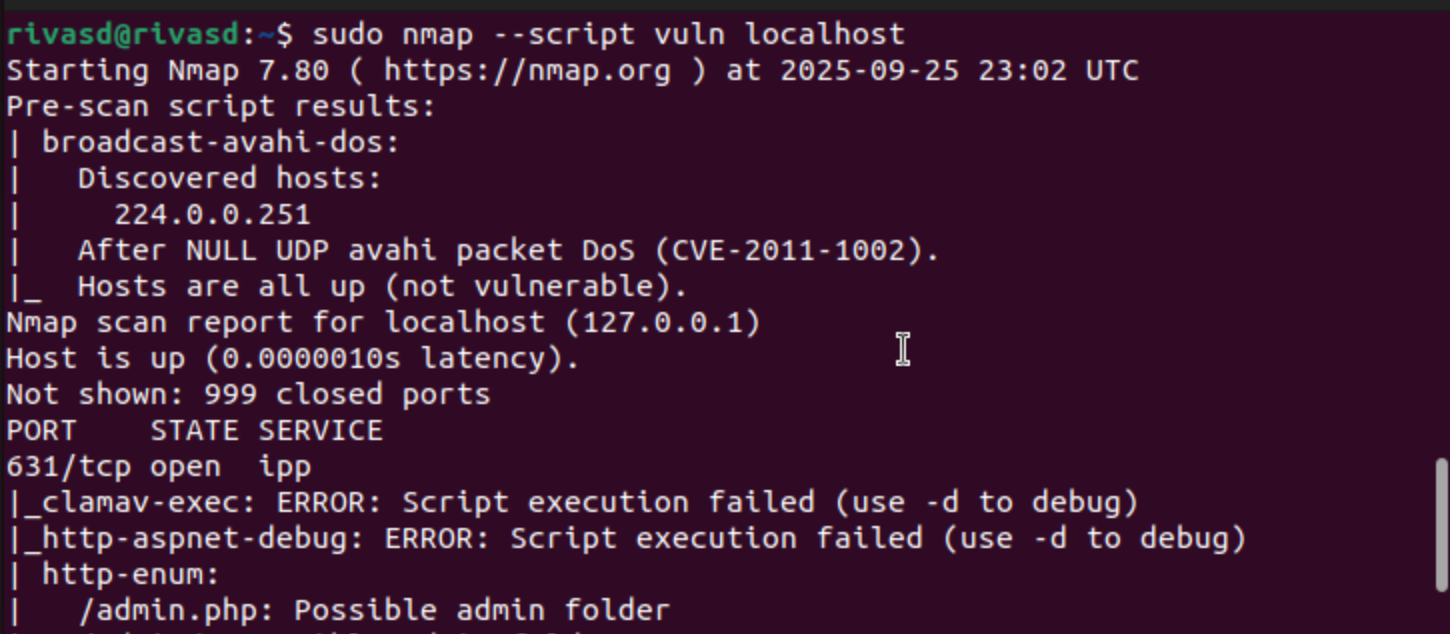 rivasd@rivasd:~$ sudo nmap --script vuln localhost
Starting Nmap 7.80 ( https://nmap.org ) at 2025-09-25 23:02 UTC
Pre-scan script results:
| broadcast-avahi-dos:
|   Discovered hosts:
|     224.0.0.251
|   After NULL UDP avahi packet DoS (CVE-2011-1002).
|_  Hosts are all up (not vulnerable).
Nmap scan report for localhost (127.0.0.1)
Host is up (0.0000010s latency).
Not shown: 999 closed ports
PORT    STATE SERVICE
631/tcp open  ipp
|_clamav-exec: ERROR: Script execution failed (use -d to debug)
|_http-aspnet-debug: ERROR: Script execution failed (use -d to debug)
| http-enum:
|   /admin.php: Possible admin folder